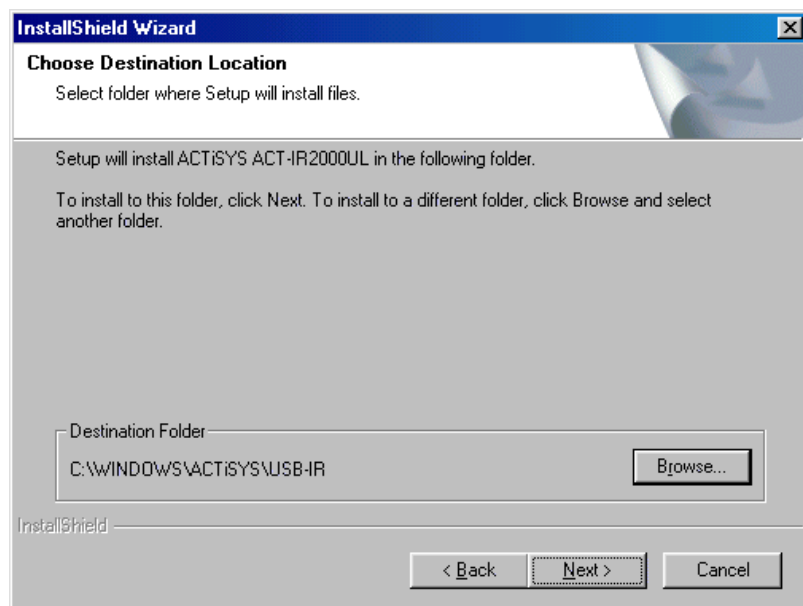 InstallShield Wizard
Choose Destination Location
Select folder where Setup will install files.
Setup will install ACTiSYS ACT-IR2000UL in the following folder.
To install to this folder, click Next. To install to a different folder, click Browse and select
another folder.
Destination Folder
C:\WINDOWS\ACTiSYS\USB-IR
Browse...
InstallShield
< Back
Next >
Cancel